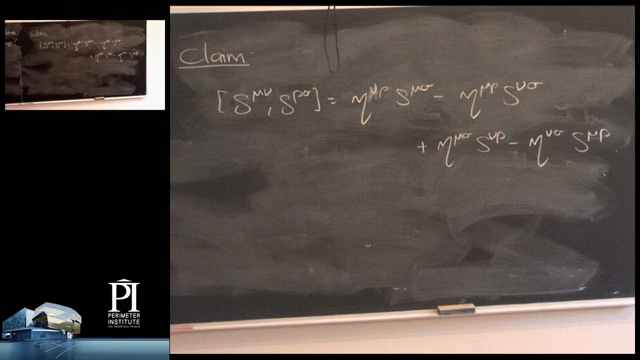 Claim
[S^{μν}, S^{ρσ}] = η^{νρ} S^{μσ} − η^{μρ} S^{νσ}
+ η^{μσ} S^{νρ} − η^{νσ} S^{μρ}
PI
PERIMETER
INSTITUTE
FOR THEORETICAL PHYSICS